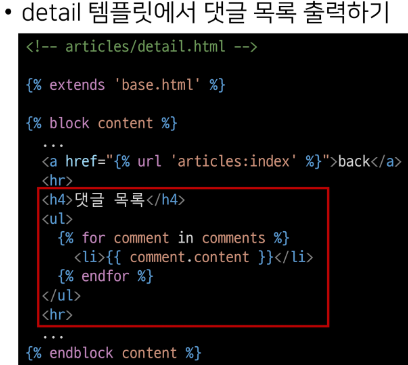 • detail 템플릿에서 댓글 목록 출력하기
<!-- articles/detail.html -->
{% extends 'base.html' %}
{% block content %}
...
<a href="{% url 'articles:index' %}">back</a>
<hr>
<h4>댓글 목록</h4>
<ul>
{% for comment in comments %}
<li>{{ comment.content }}</li>
{% endfor %}
</ul>
<hr>
...
{% endblock content %}